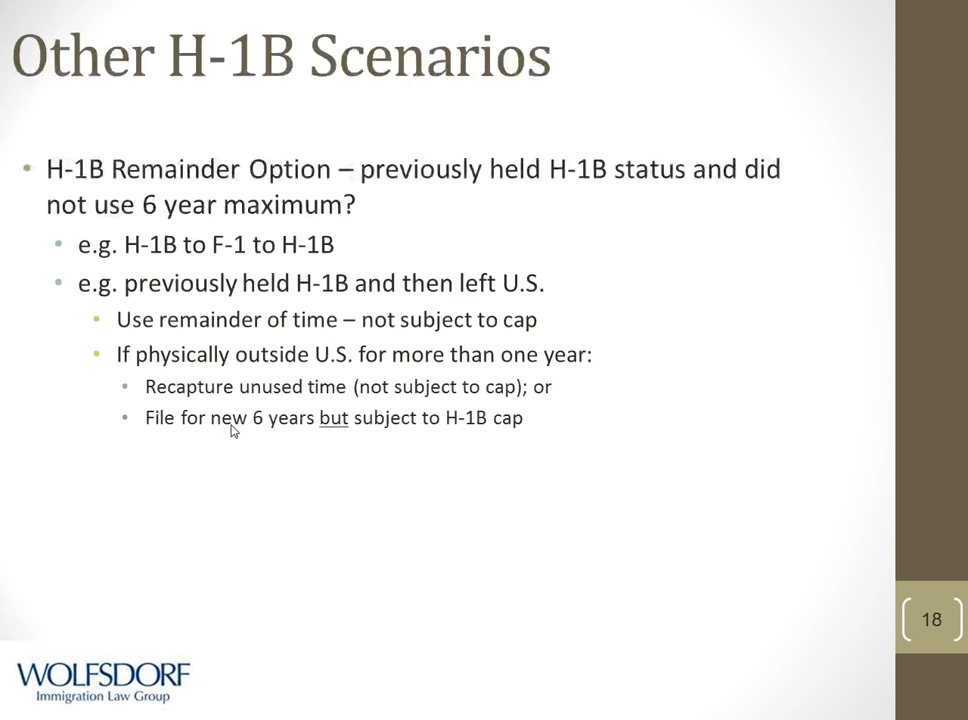 Other H-1B Scenarios
• H-1B Remainder Option – previously held H-1B status and did
not use 6 year maximum?
• e.g. H-1B to F-1 to H-1B
• e.g. previously held H-1B and then left U.S.
• Use remainder of time – not subject to cap
• If physically outside U.S. for more than one year:
• Recapture unused time (not subject to cap); or
• File for new 6 years but subject to H-1B cap
18
WOLFSDORF
Immigration Law Group